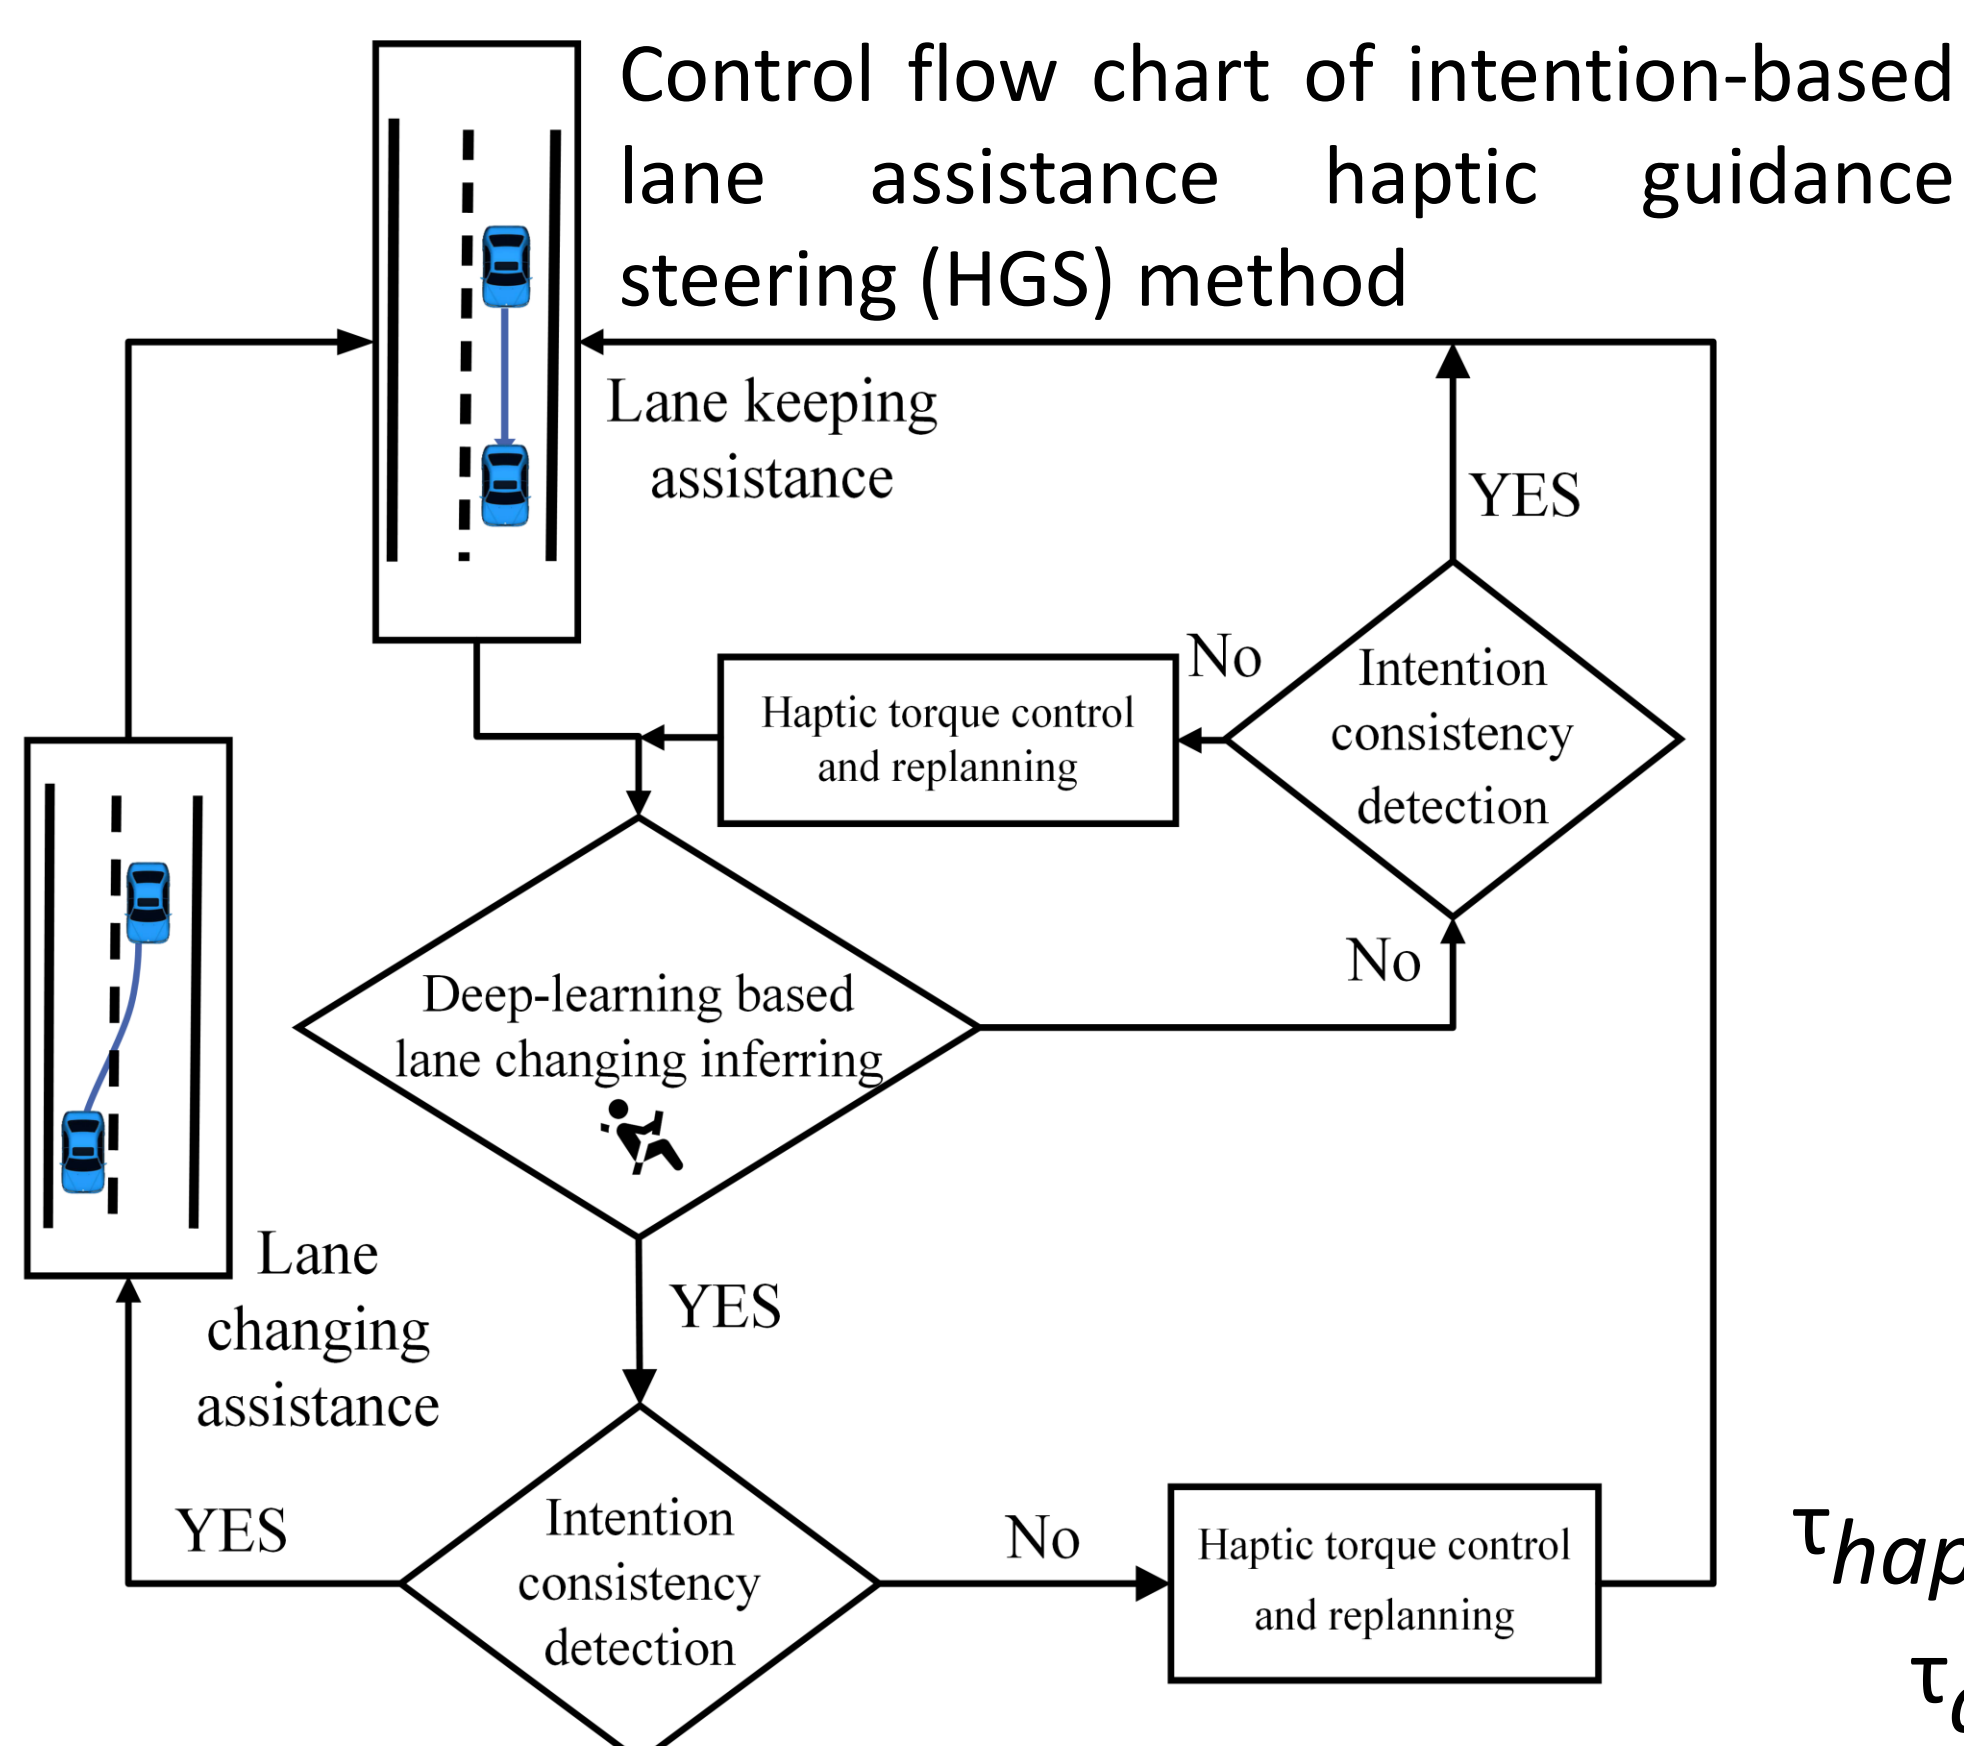 Control flow chart of intention-based
lane assistance haptic guidance
steering (HGS) method
Lane keeping
assistance
YES
No
Intention
consistency
detection
Haptic torque control
and replanning
No
Deep-learning based
lane changing inferring
YES
Lane
changing
assistance
YES
Intention
consistency
detection
No
Haptic torque control
and replanning
τ